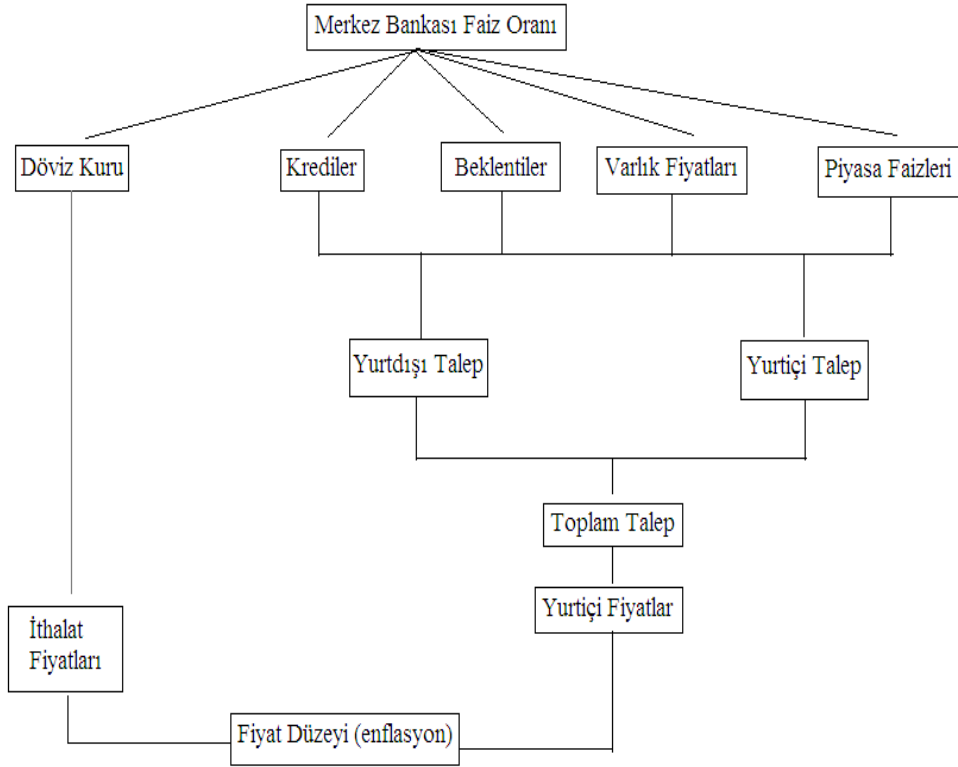 Merkez Bankası Faiz Oranı
Döviz Kuru
Krediler
Beklentiler
Varlık Fiyatları
Piyasa Faizleri
Yurtdışı Talep
Yurtiçi Talep
Toplam Talep
Yurtiçi Fiyatlar
İthalat
Fiyatları
Fiyat Düzeyi (enflasyon)